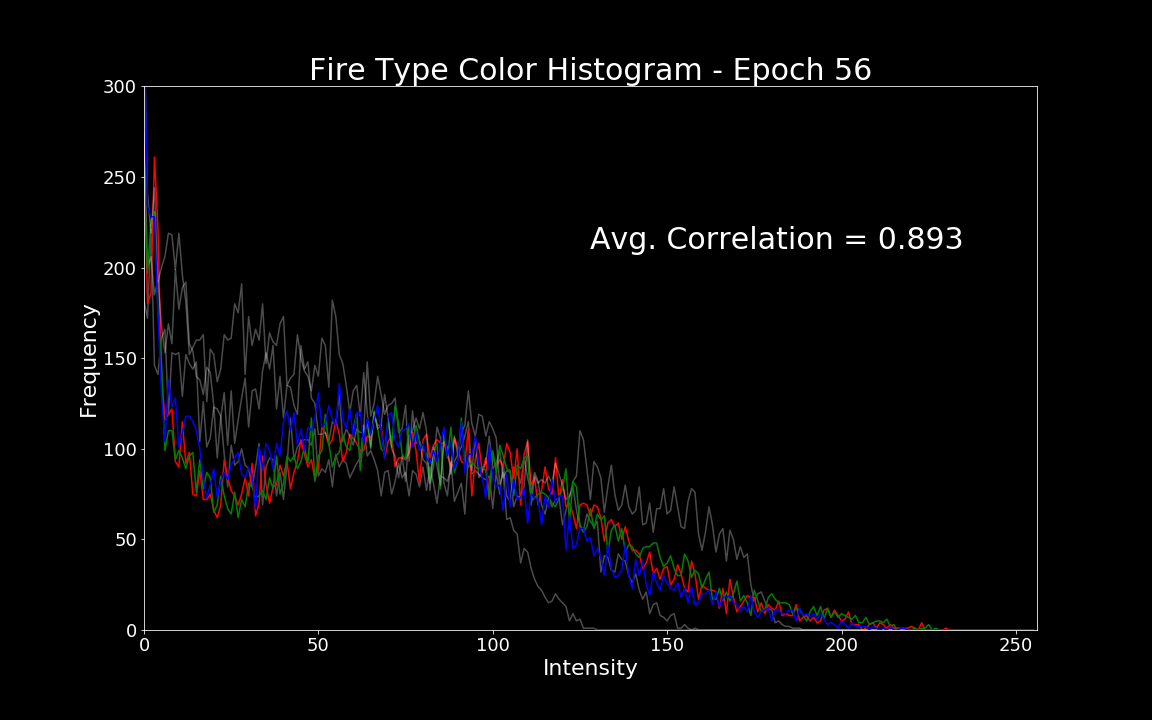 Fire Type Color Histogram - Epoch 56
300
250
200
150
100
50
0
Avg. Correlation = 0.893
Frequency
0 50 100 150 200 250
Intensity